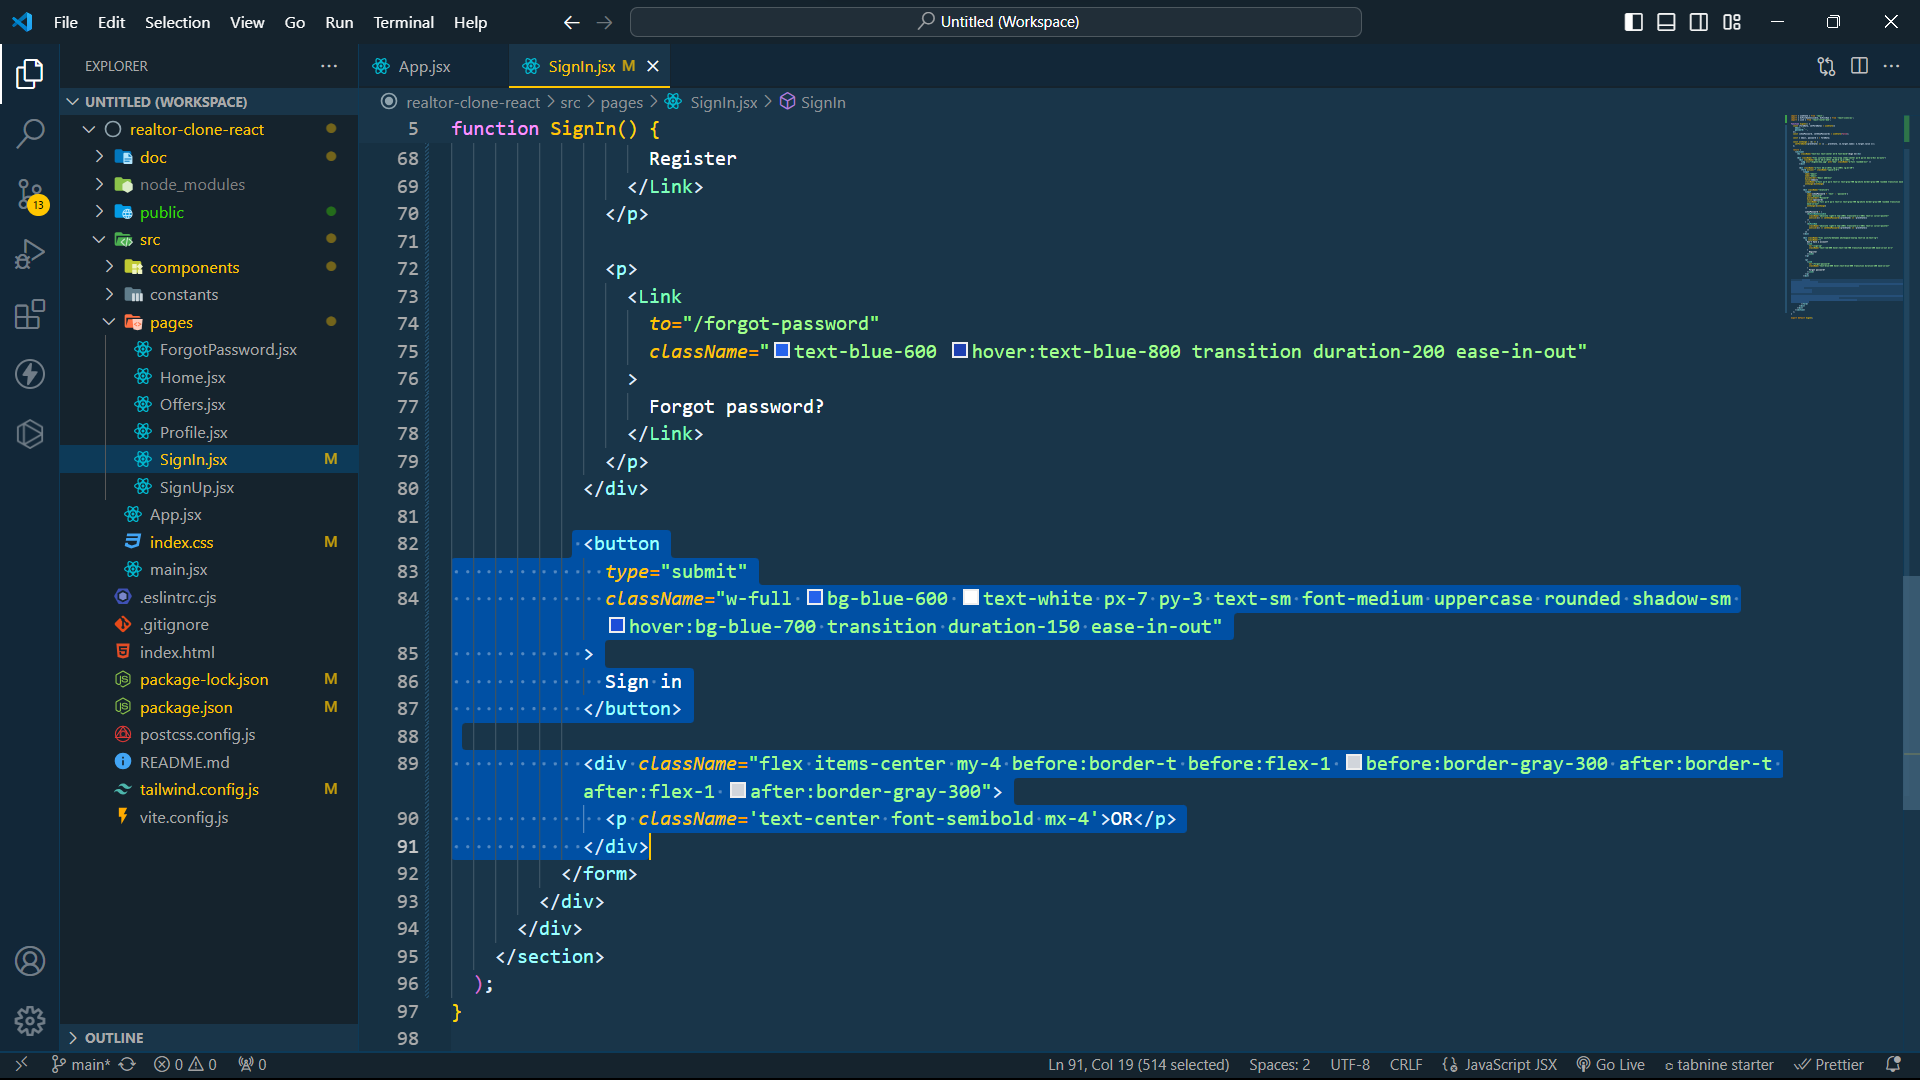 File Edit Selection View Go Run Terminal Help
Untitled (Workspace)
EXPLORER
App.jsx
SignIn.jsx M
UNTITLED (WORKSPACE)
realtor-clone-react > src > pages > SignIn.jsx > SignIn
realtor-clone-react
doc
node_modules
13
public
src
components
constants
pages
ForgotPassword.jsx
Home.jsx
Offers.jsx
Profile.jsx
SignIn.jsx M
SignUp.jsx
App.jsx
index.css M
main.jsx
.eslintrc.cjs
.gitignore
index.html
package-lock.json M
package.json M
postcss.config.js
README.md
tailwind.config.js M
vite.config.js
OUTLINE
5 function SignIn() {
68 Register
69 </Link>
70 </p>
71
72 <p>
73 <Link
74 to="/forgot-password"
75 className="text-blue-600 hover:text-blue-800 transition duration-200 ease-in-out"
76 >
77 Forgot password?
78 </Link>
79 </p>
80 </div>
81
82 <button
83 type="submit"
84 className="w-full bg-blue-600 text-white px-7 py-3 text-sm font-medium uppercase rounded shadow-sm
hover:bg-blue-700 transition duration-150 ease-in-out"
85 >
86 Sign in
87 </button>
88
89 <div className="flex items-center my-4 before:border-t before:flex-1 before:border-gray-300 after:border-t
after:flex-1 after:border-gray-300">
90 <p className='text-center font-semibold mx-4'>OR</p>
91 </div>
92 </form>
93 </div>
94 </div>
95 </section>
96 );
97 }
98
main* 0 0 0 Ln 91, Col 19 (514 selected) Spaces: 2 UTF-8 CRLF JavaScript JSX Go Live tabnine starter Prettier